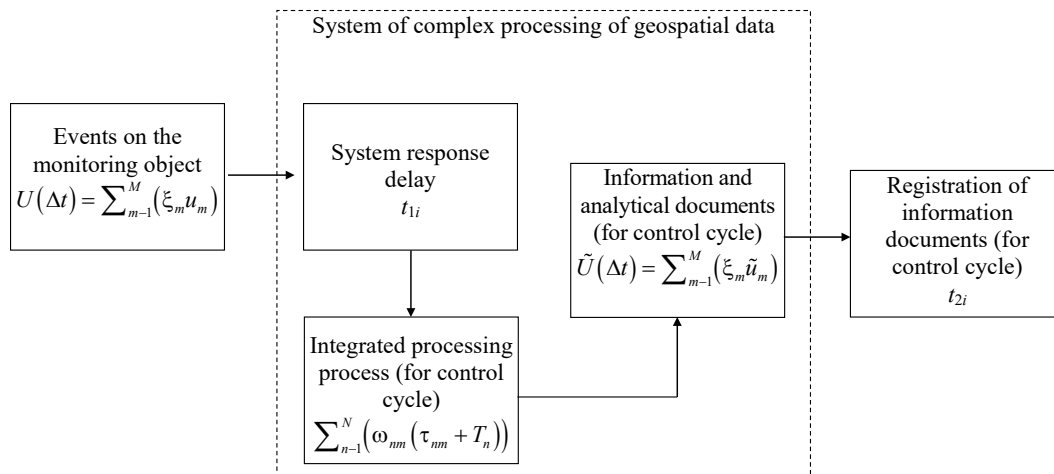 System of complex processing of geospatial data
Events on the
monitoring object
U(Δt) = ∑_{m-1}^{M}(ξ_m u_m)
System response
delay
t_{1i}
Integrated processing
process (for control
cycle)
∑_{n-1}^{N}(ω_{nm}(τ_{nm} + T_n))
Information and
analytical documents
(for control cycle)
Ũ(Δt) = ∑_{m-1}^{M}(ξ_m ũ_m)
Registration of
information
documents (for
control cycle)
t_{2i}